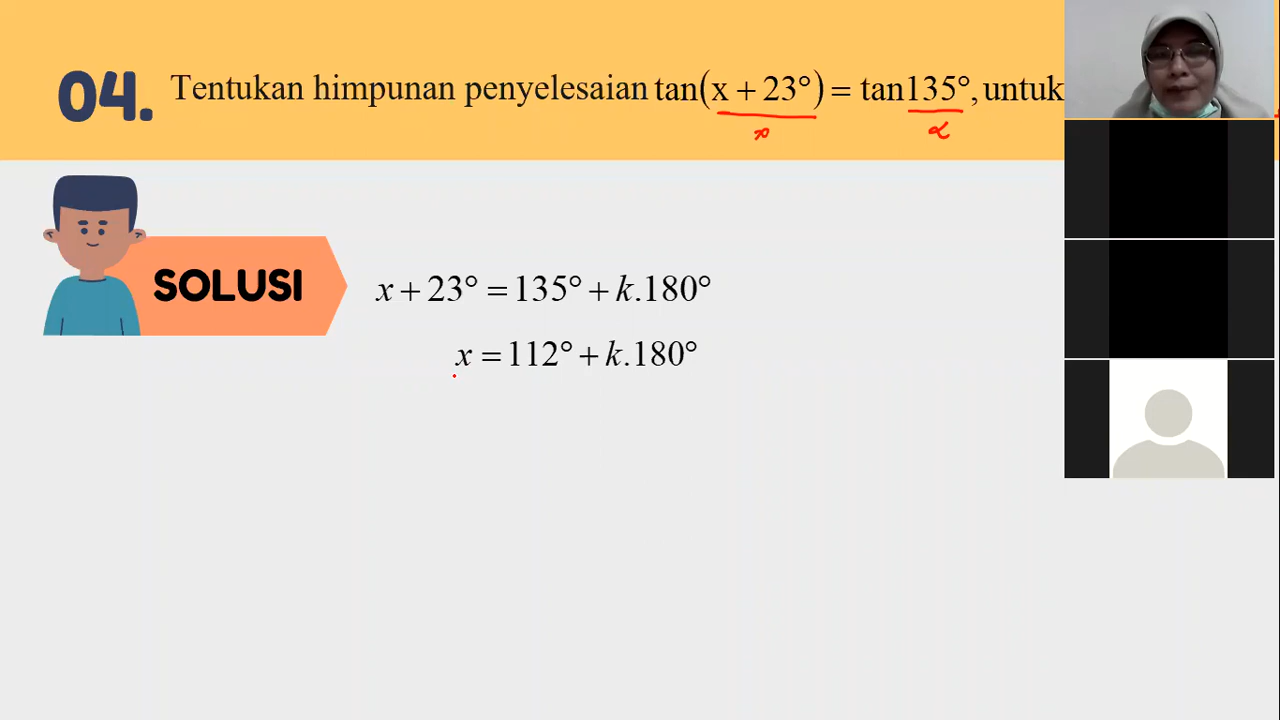 04. Tentukan himpunan penyelesaian tan(x + 23°) = tan135°, untuk
x α
SOLUSI
x + 23° = 135° + k.180°
x = 112° + k.180°